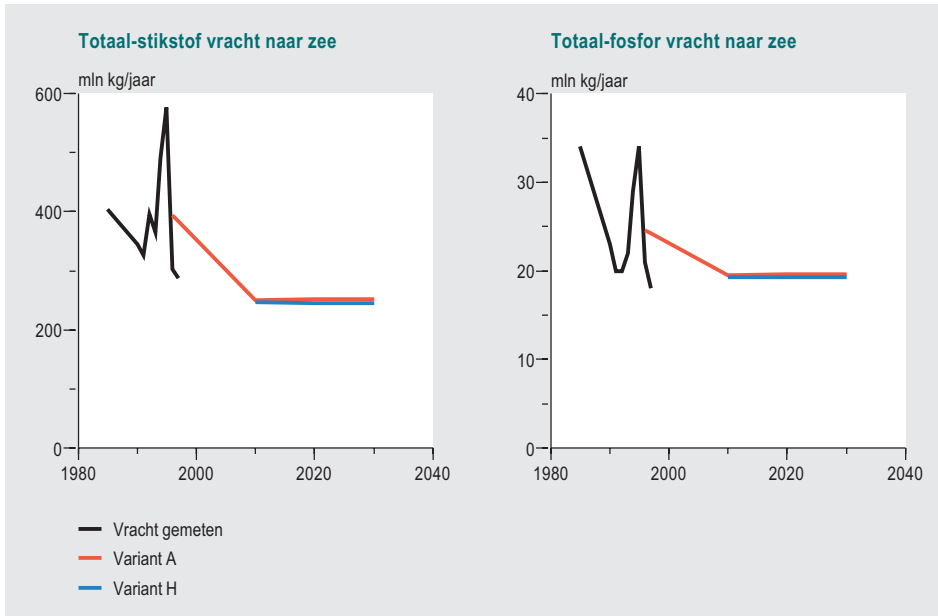 Totaal-stikstof vracht naar zee
mln kg/jaar
600
400
200
0
1980 2000 2020 2040
Totaal-fosfor vracht naar zee
mln kg/jaar
40
30
20
10
0
1980 2000 2020 2040
Vracht gemeten
Variant A
Variant H